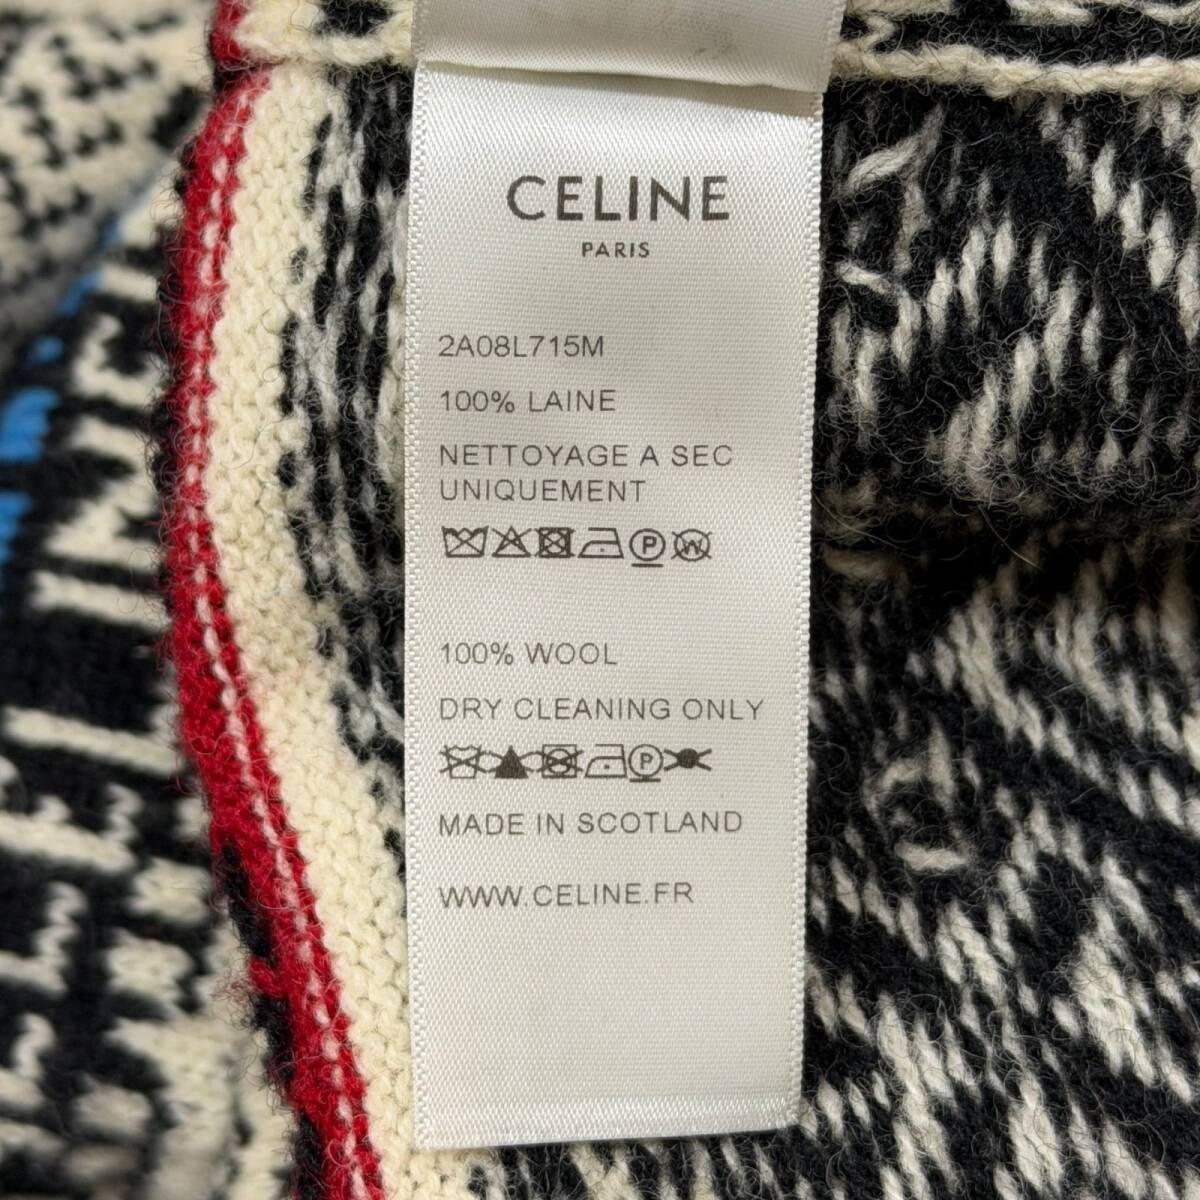 CELINE
PARIS
2A08L715M
100% LAINE
NETTOYAGE A SEC
UNIQUEMENT
P W
100% WOOL
DRY CLEANING ONLY
P
MADE IN SCOTLAND
WWW.CELINE.FR